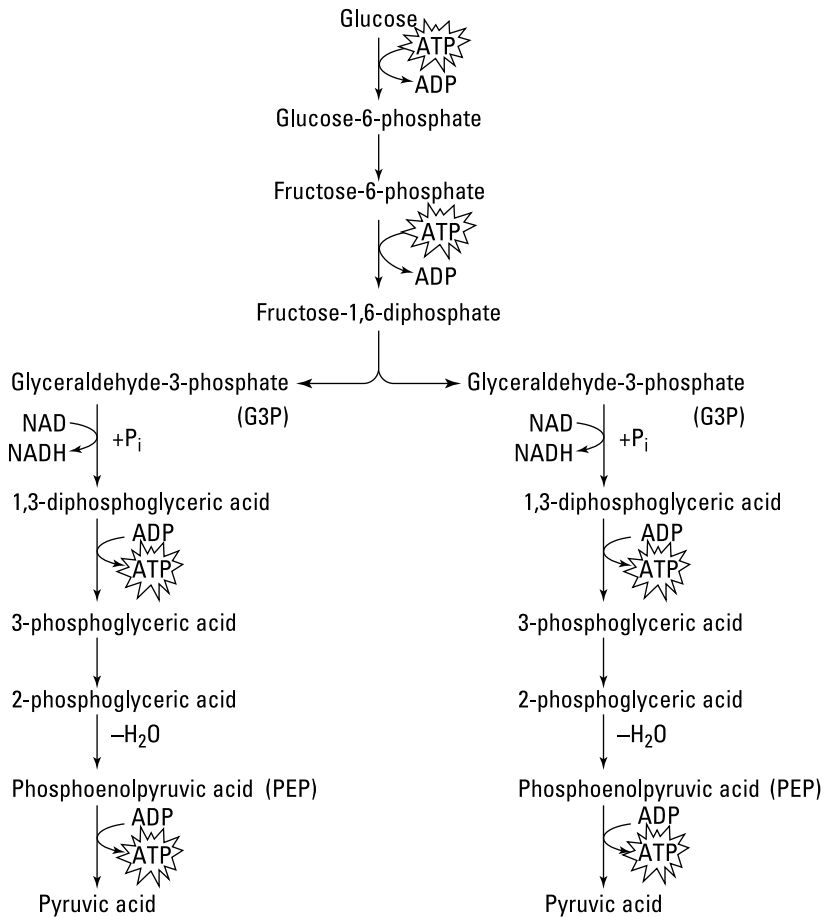 Glucose
ATP
ADP
Glucose-6-phosphate
Fructose-6-phosphate
ATP
ADP
Fructose-1,6-diphosphate
Glyceraldehyde-3-phosphate
(G3P)
NAD
+Pi
NADH
1,3-diphosphoglyceric acid
ADP
ATP
3-phosphoglyceric acid
2-phosphoglyceric acid
–H2O
Phosphoenolpyruvic acid (PEP)
ADP
ATP
Pyruvic acid
Glyceraldehyde-3-phosphate
(G3P)
NAD
+Pi
NADH
1,3-diphosphoglyceric acid
ADP
ATP
3-phosphoglyceric acid
2-phosphoglyceric acid
–H2O
Phosphoenolpyruvic acid (PEP)
ADP
ATP
Pyruvic acid